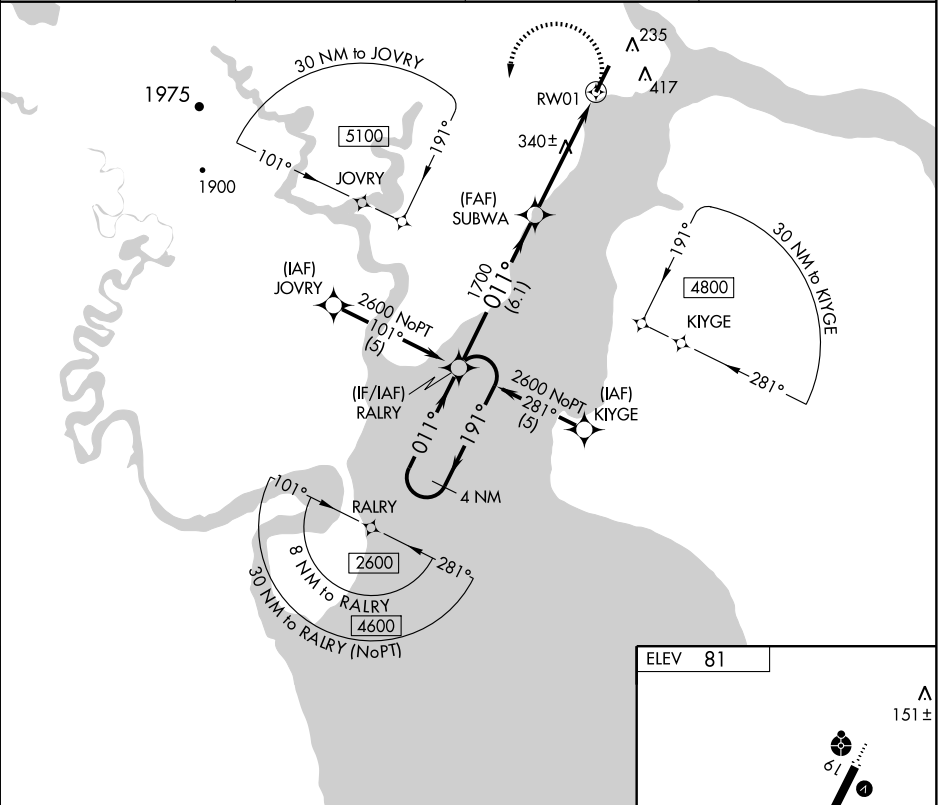 30 NM to JOVRY
1975
5100
191°
101°
JOVRY
1900
235
417
RW01
340±
(FAF)
SUBWA
191°
30 NM to KIYGE
4800
KIYGE
281°
(IAF)
JOVRY
2600 NoPT
101°
(5)
1700
011°
(6.1)
(IF/IAF)
RALRY
2600 NoPT
281°
(5)
(IAF)
KIYGE
011°
191°
4 NM
101°
RALRY
2600
281°
8 NM to RALRY
4600
30 NM to RALRY (NoPT)
ELEV 81
151±
19
V